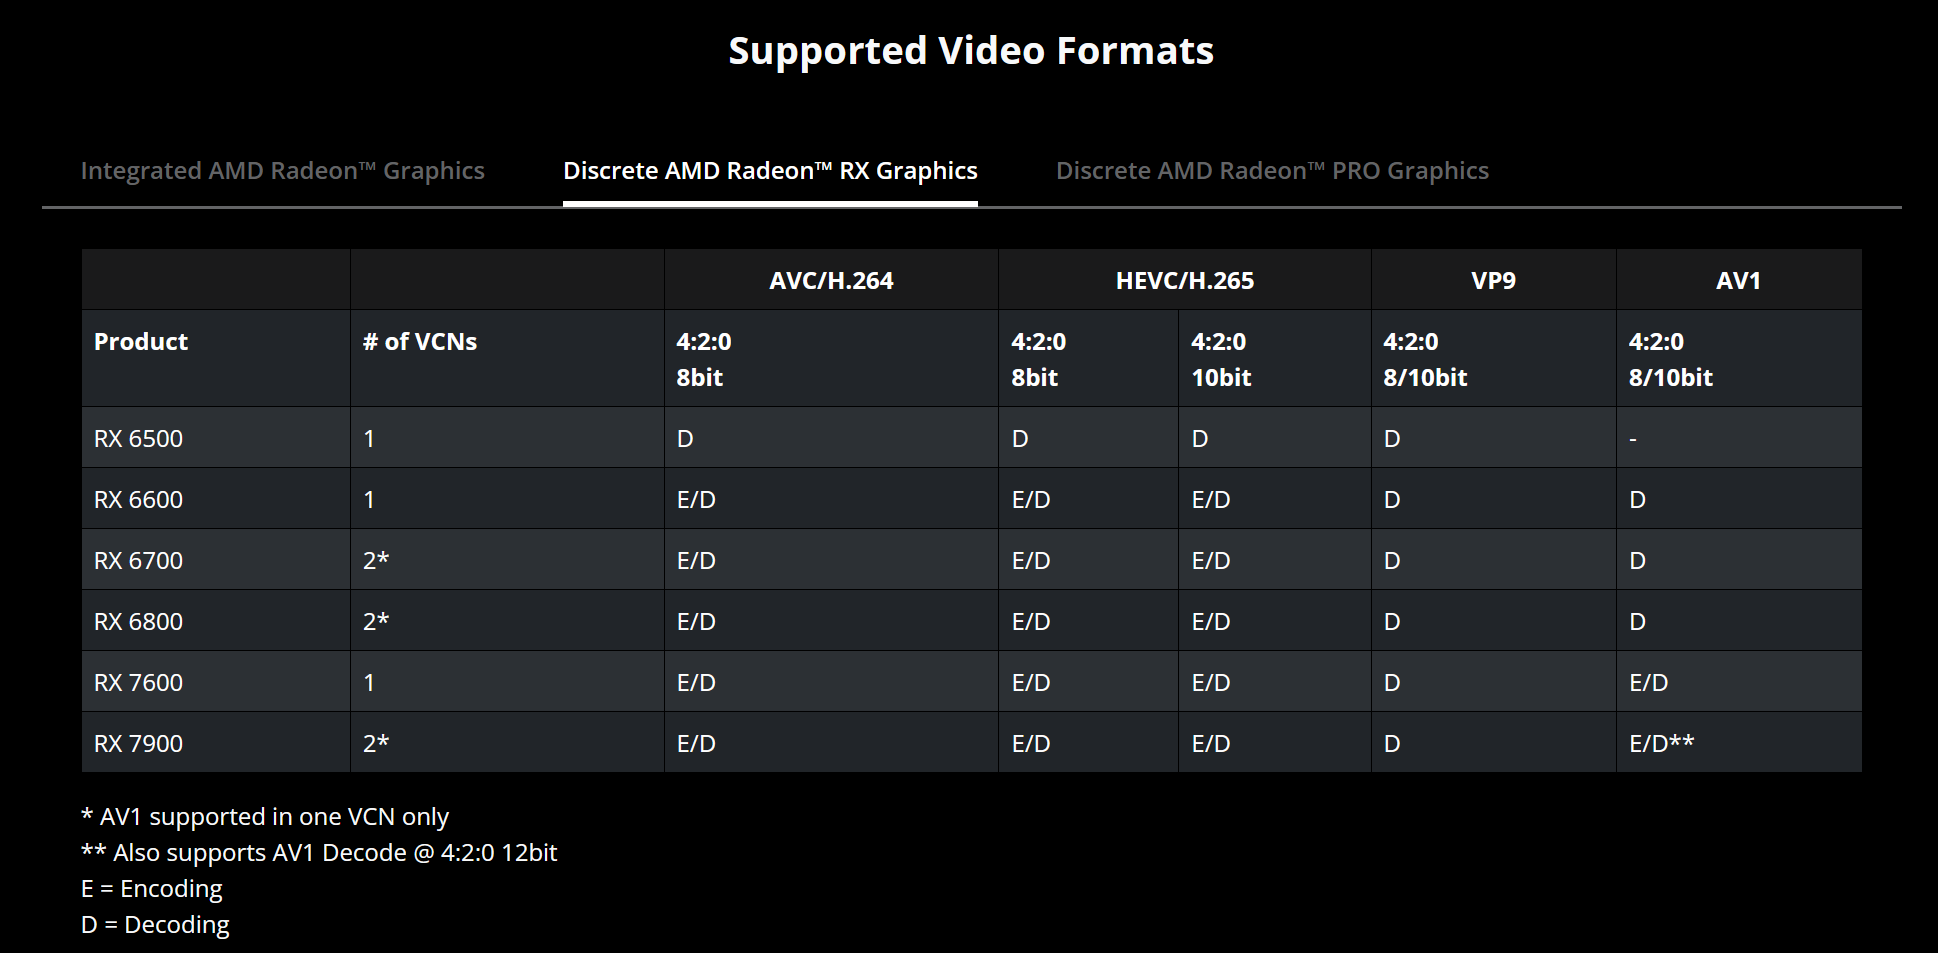 Supported Video Formats
Integrated AMD Radeon™ Graphics Discrete AMD Radeon™ RX Graphics Discrete AMD Radeon™ PRO Graphics
AVC/H.264 HEVC/H.265 VP9 AV1
Product # of VCNs 4:2:0 8bit 4:2:0 8bit 4:2:0 10bit 4:2:0 8/10bit 4:2:0 8/10bit
RX 6500 1 D D D D -
RX 6600 1 E/D E/D E/D D D
RX 6700 2* E/D E/D E/D D D
RX 6800 2* E/D E/D E/D D D
RX 7600 1 E/D E/D E/D D E/D
RX 7900 2* E/D E/D E/D D E/D**
* AV1 supported in one VCN only
** Also supports AV1 Decode @ 4:2:0 12bit
E = Encoding
D = Decoding